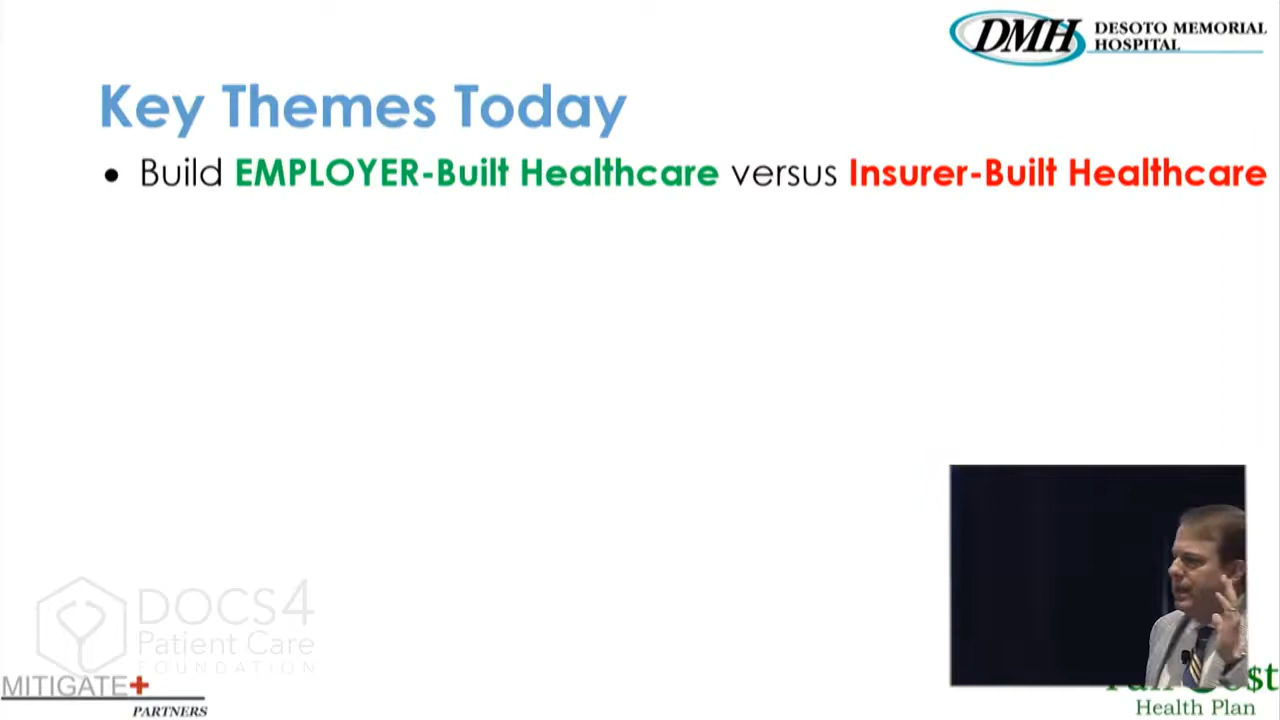 DMH DESOTO MEMORIAL
HOSPITAL
Key Themes Today
• Build EMPLOYER-Built Healthcare versus Insurer-Built Healthcare
DOCS4
Patient Care
FOUNDATION
MITIGATE+
PARTNERS
Health Plan